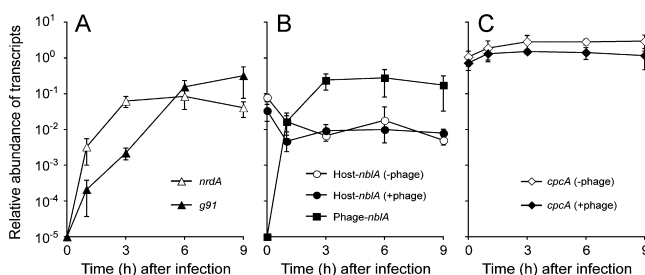 A
B
C
Relative abundance of transcripts
10¹
10⁰
10⁻¹
10⁻²
10⁻³
10⁻⁴
10⁻⁵
nrdA
g91
Host-nblA (-phage)
Host-nblA (+phage)
Phage-nblA
cpcA (-phage)
cpcA (+phage)
0 3 6 9
0 3 6 9
0 3 6 9
Time (h) after infection
Time (h) after infection
Time (h) after infection